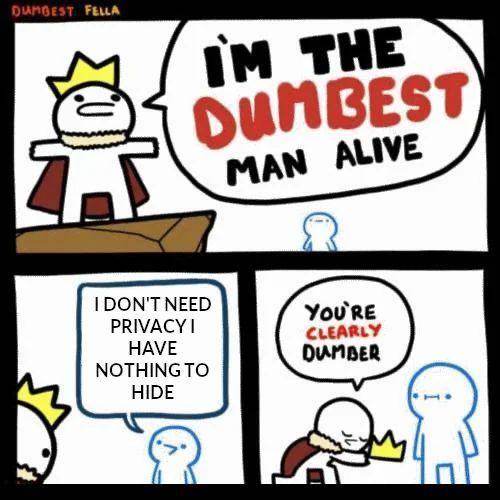 DUMBEST FELLA
I'M THE
DUMBEST
MAN ALIVE
I DON'T NEED
PRIVACY I
HAVE
NOTHING TO
HIDE
YOU'RE
CLEARLY
DUMBER